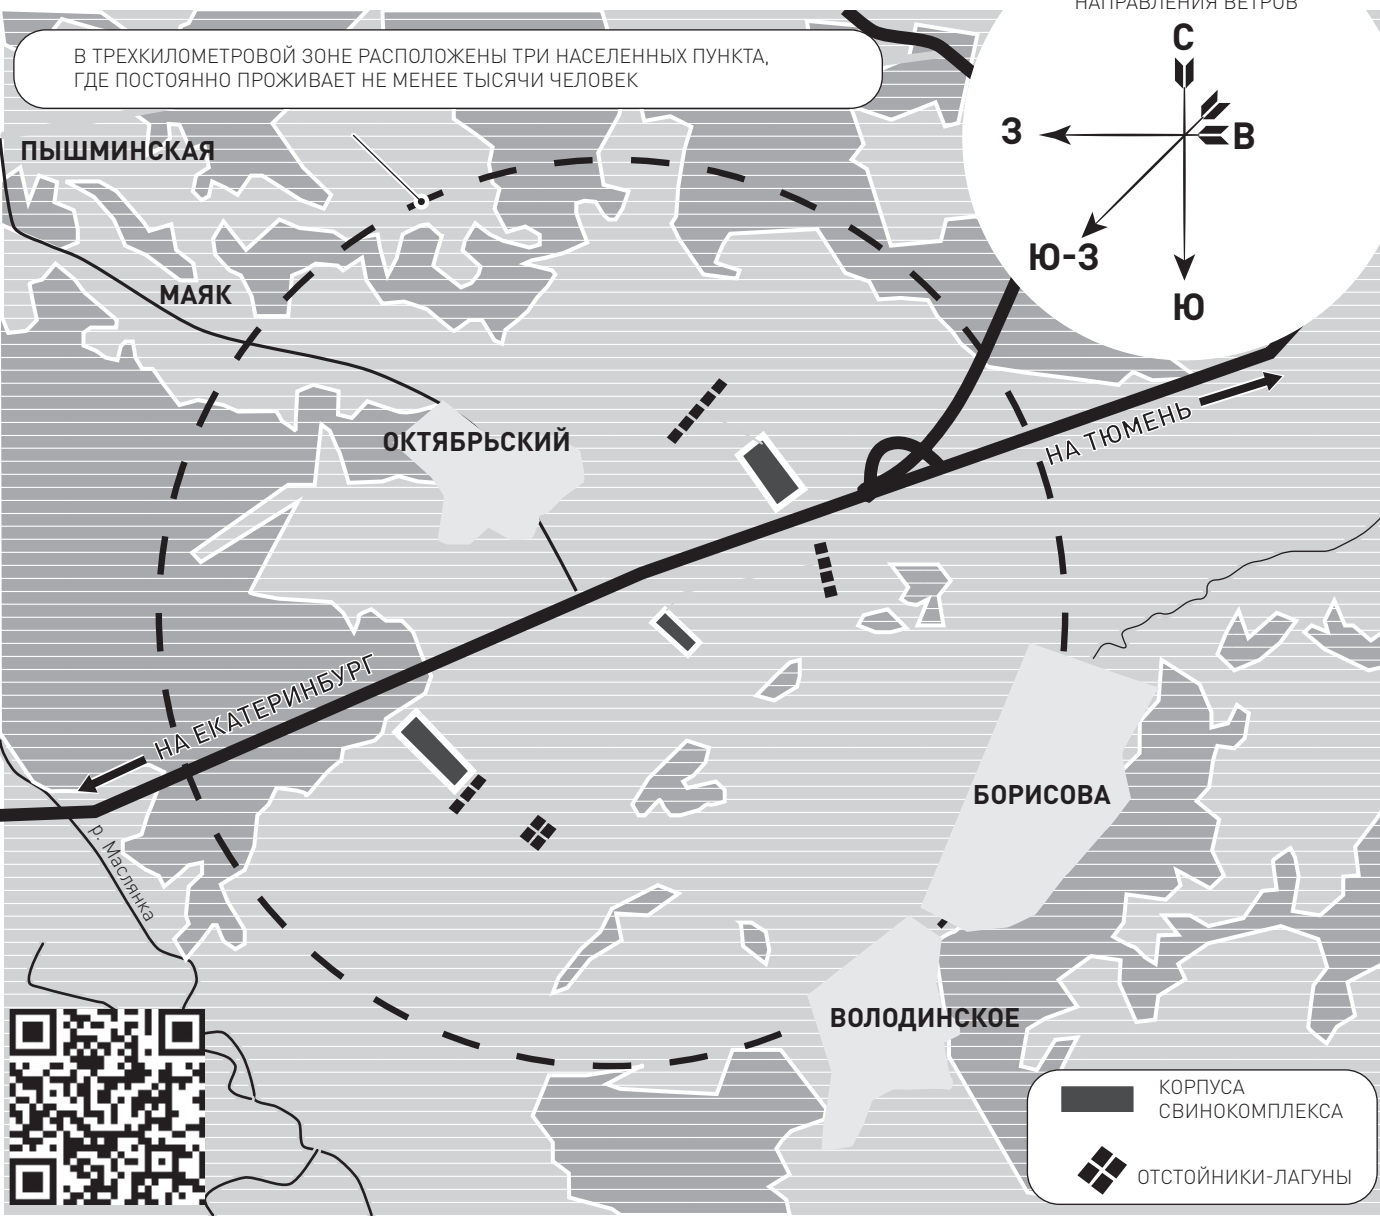 НАПРАВЛЕНИЯ ВЕТРОВ
С
З
В
Ю-З
Ю
В ТРЕХКИЛОМЕТРОВОЙ ЗОНЕ РАСПОЛОЖЕНЫ ТРИ НАСЕЛЕННЫХ ПУНКТА,
ГДЕ ПОСТОЯННО ПРОЖИВАЕТ НЕ МЕНЕЕ ТЫСЯЧИ ЧЕЛОВЕК
ПЫШМИНСКАЯ
МАЯК
ОКТЯБРЬСКИЙ
НА ТЮМЕНЬ
НА ЕКАТЕРИНБУРГ
БОРИСОВА
р. Маслянка
ВОЛОДИНСКОЕ
КОРПУСА
СВИНОКОМПЛЕКСА
ОТСТОЙНИКИ-ЛАГУНЫ